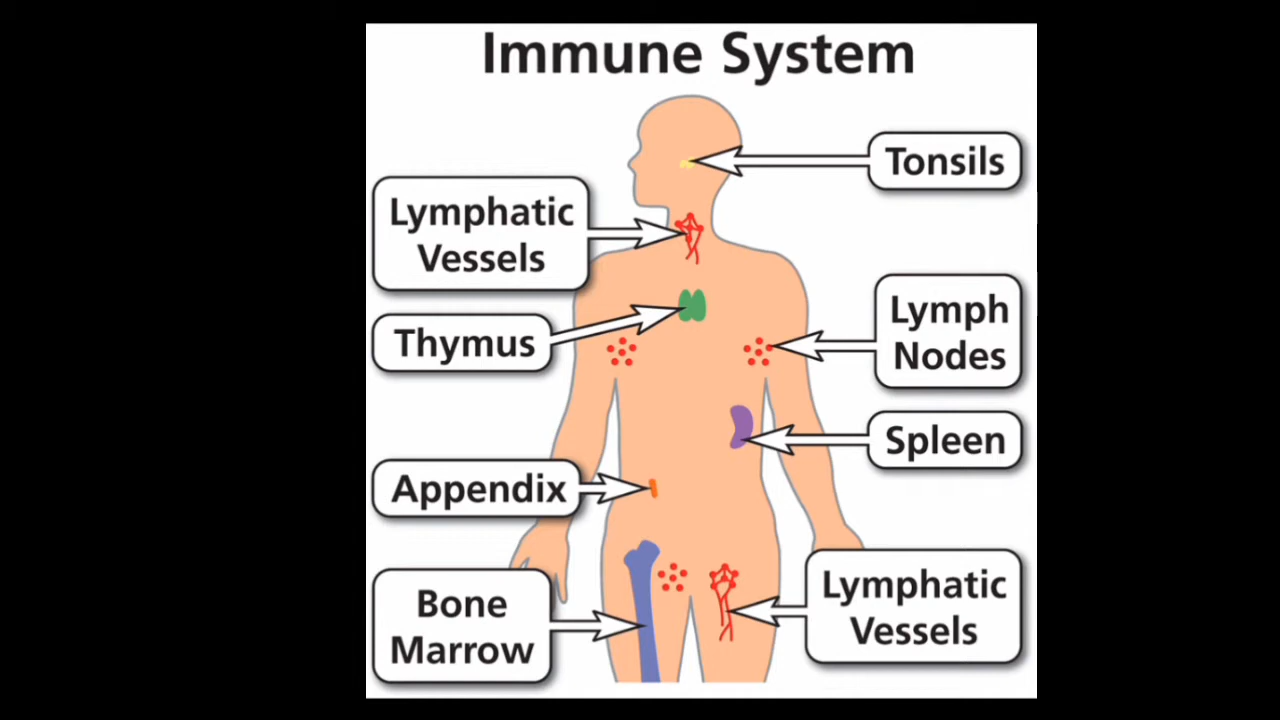 Immune System
Tonsils
Lymphatic
Vessels
Thymus
Lymph
Nodes
Spleen
Appendix
Bone
Marrow
Lymphatic
Vessels